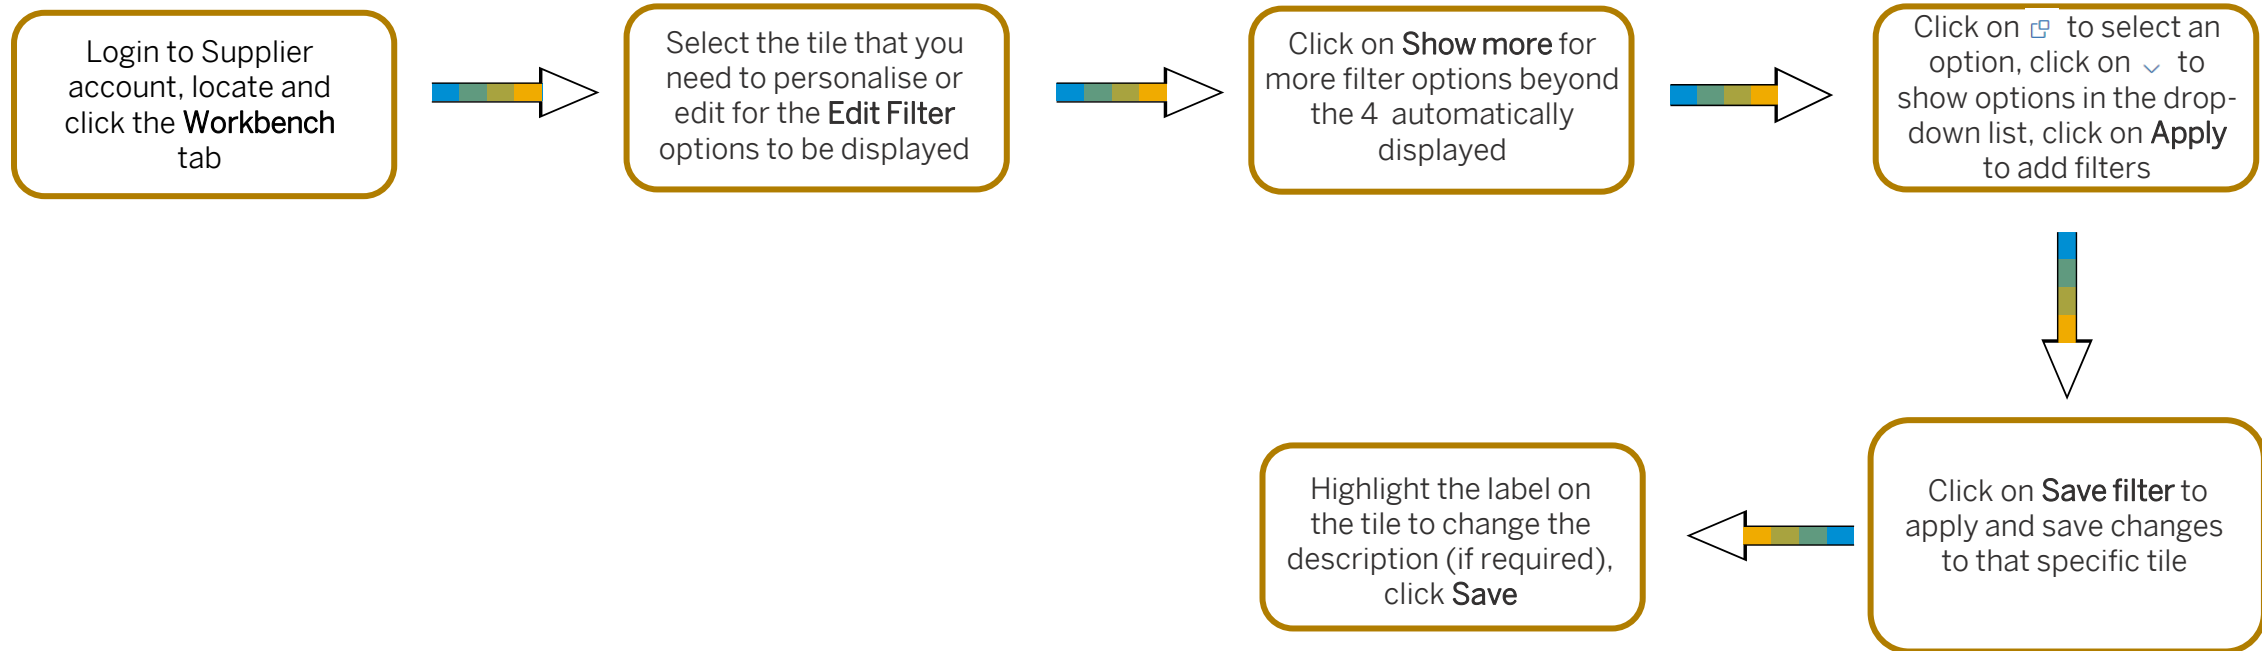 Login to Supplier
account, locate and
click the Workbench
tab
Select the tile that you
need to personalise or
edit for the Edit Filter
options to be displayed
Click on Show more for
more filter options beyond
the 4 automatically
displayed
Click on to select an
option, click on to
show options in the drop-
down list, click on Apply
to add filters
Click on Save filter to
apply and save changes
to that specific tile
Highlight the label on
the tile to change the
description (if required),
click Save